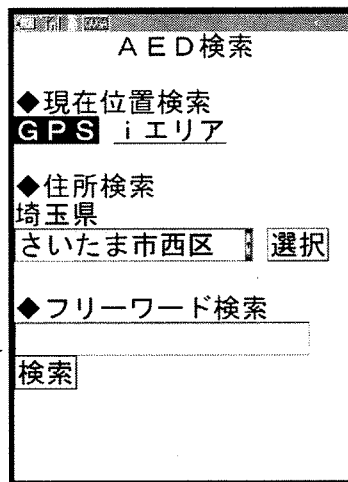 AED検索
◆現在位置検索
GPS iエリア
◆住所検索
埼玉県
さいたま市西区 選択
◆フリーワード検索
検索